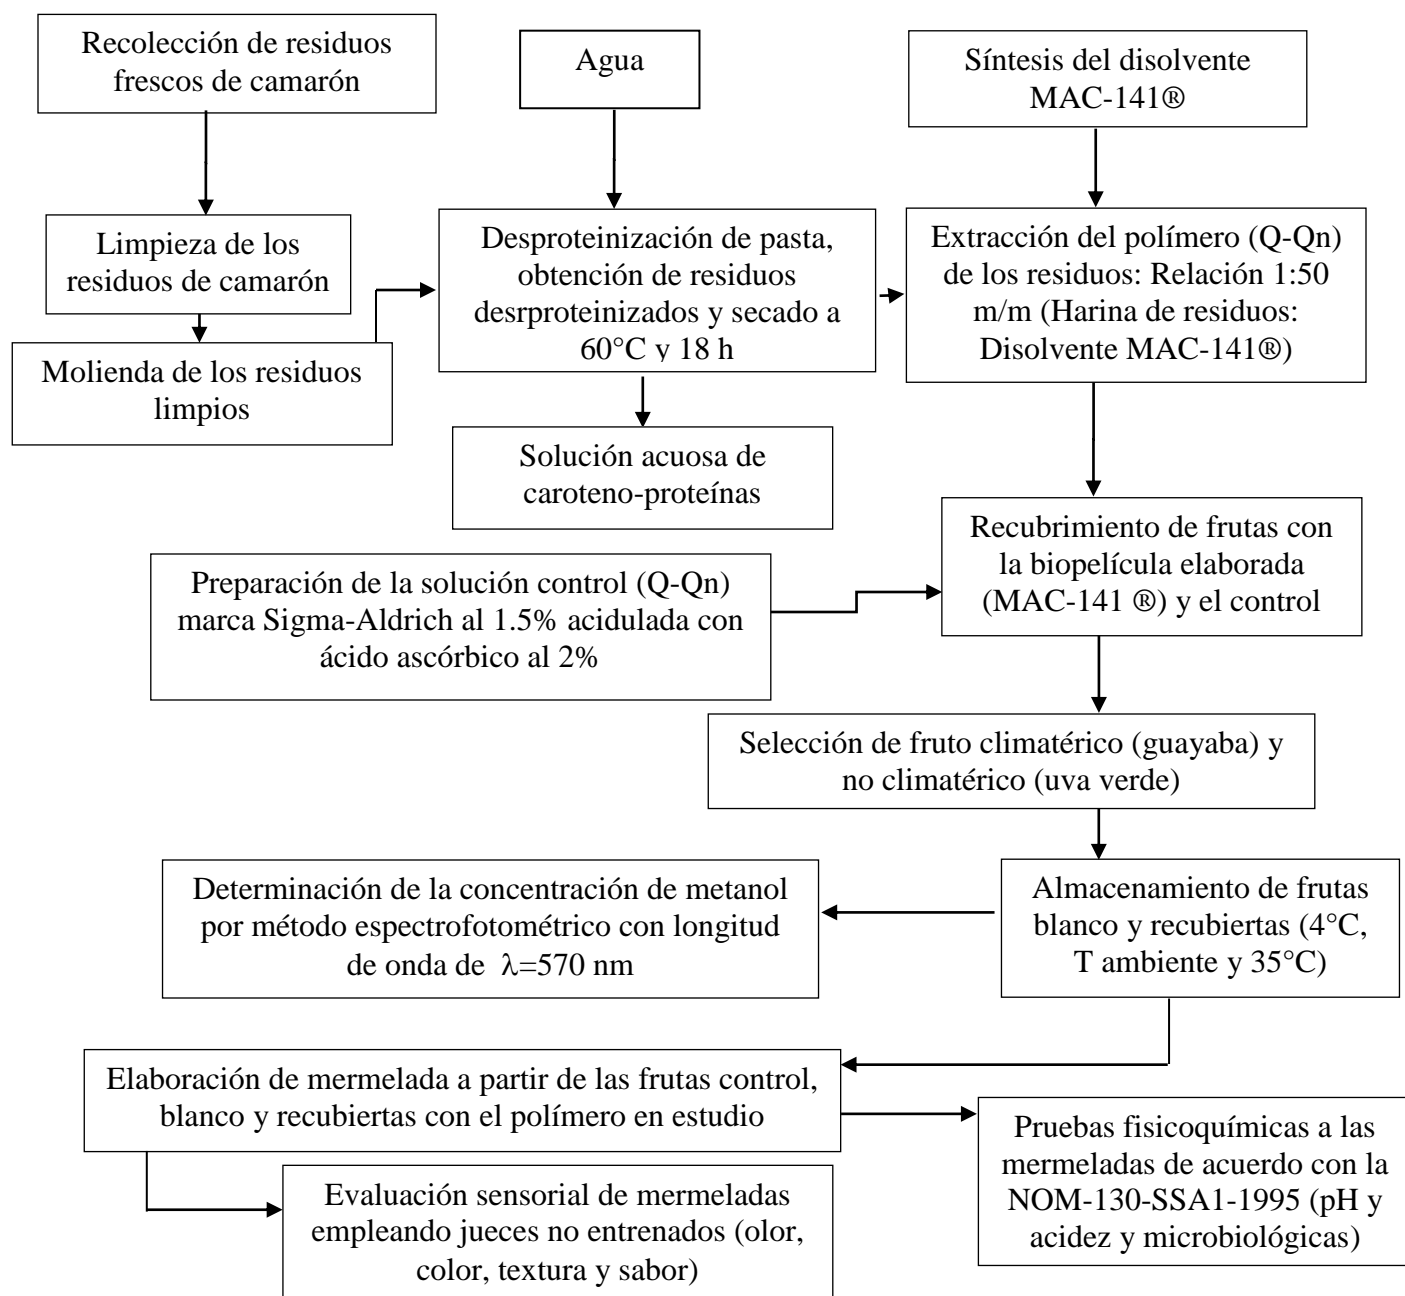 Recolección de residuos
frescos de camarón
Agua
Síntesis del disolvente
MAC-141®
Limpieza de los
residuos de camarón
Desproteinización de pasta,
obtención de residuos
desrproteinizados y secado a
60°C y 18 h
Extracción del polímero (Q-Qn)
de los residuos: Relación 1:50
m/m (Harina de residuos:
Disolvente MAC-141®)
Molienda de los residuos
limpios
Solución acuosa de
caroteno-proteínas
Recubrimiento de frutas con
la biopelícula elaborada
(MAC-141 ®) y el control
Preparación de la solución control (Q-Qn)
marca Sigma-Aldrich al 1.5% acidulada con
ácido ascórbico al 2%
Selección de fruto climatérico (guayaba) y
no climatérico (uva verde)
Determinación de la concentración de metanol
por método espectrofotométrico con longitud
de onda de λ=570 nm
Almacenamiento de frutas
blanco y recubiertas (4°C,
T ambiente y 35°C)
Elaboración de mermelada a partir de las frutas control,
blanco y recubiertas con el polímero en estudio
Pruebas fisicoquímicas a las
mermeladas de acuerdo con la
NOM-130-SSA1-1995 (pH y
acidez y microbiológicas)
Evaluación sensorial de mermeladas
empleando jueces no entrenados (olor,
color, textura y sabor)